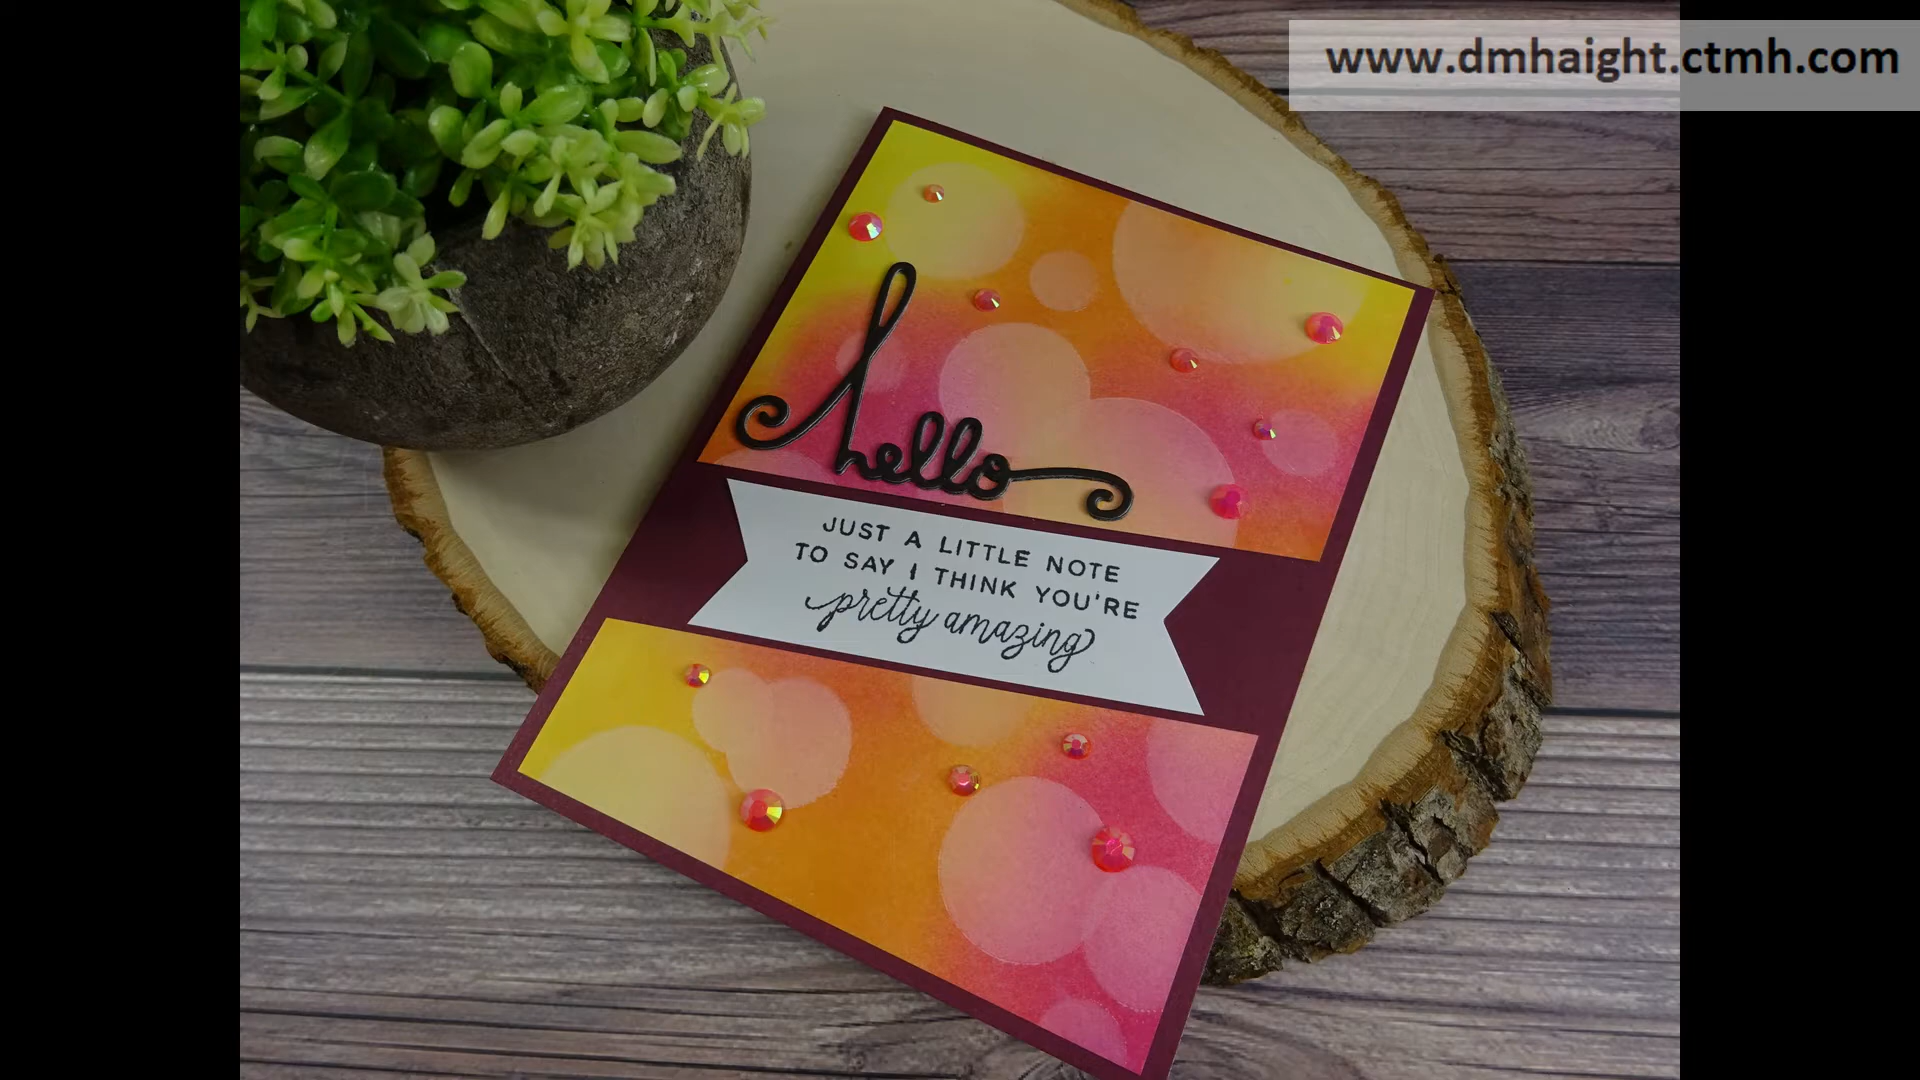 www.dmhaight.ctmh.com
hello
JUST A LITTLE NOTE
TO SAY I THINK YOU'RE
pretty amazing